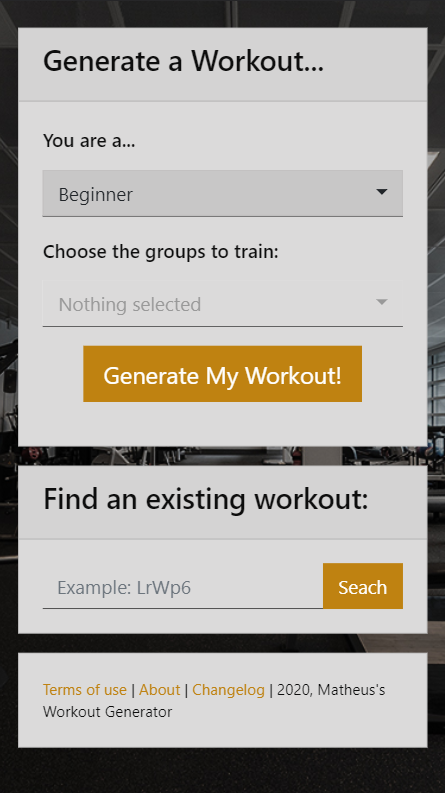 Generate a Workout...
You are a...
Beginner
Choose the groups to train:
Nothing selected
Generate My Workout!
Find an existing workout:
Example: LrWp6
Seach
Terms of use | About | Changelog | 2020, Matheus's
Workout Generator